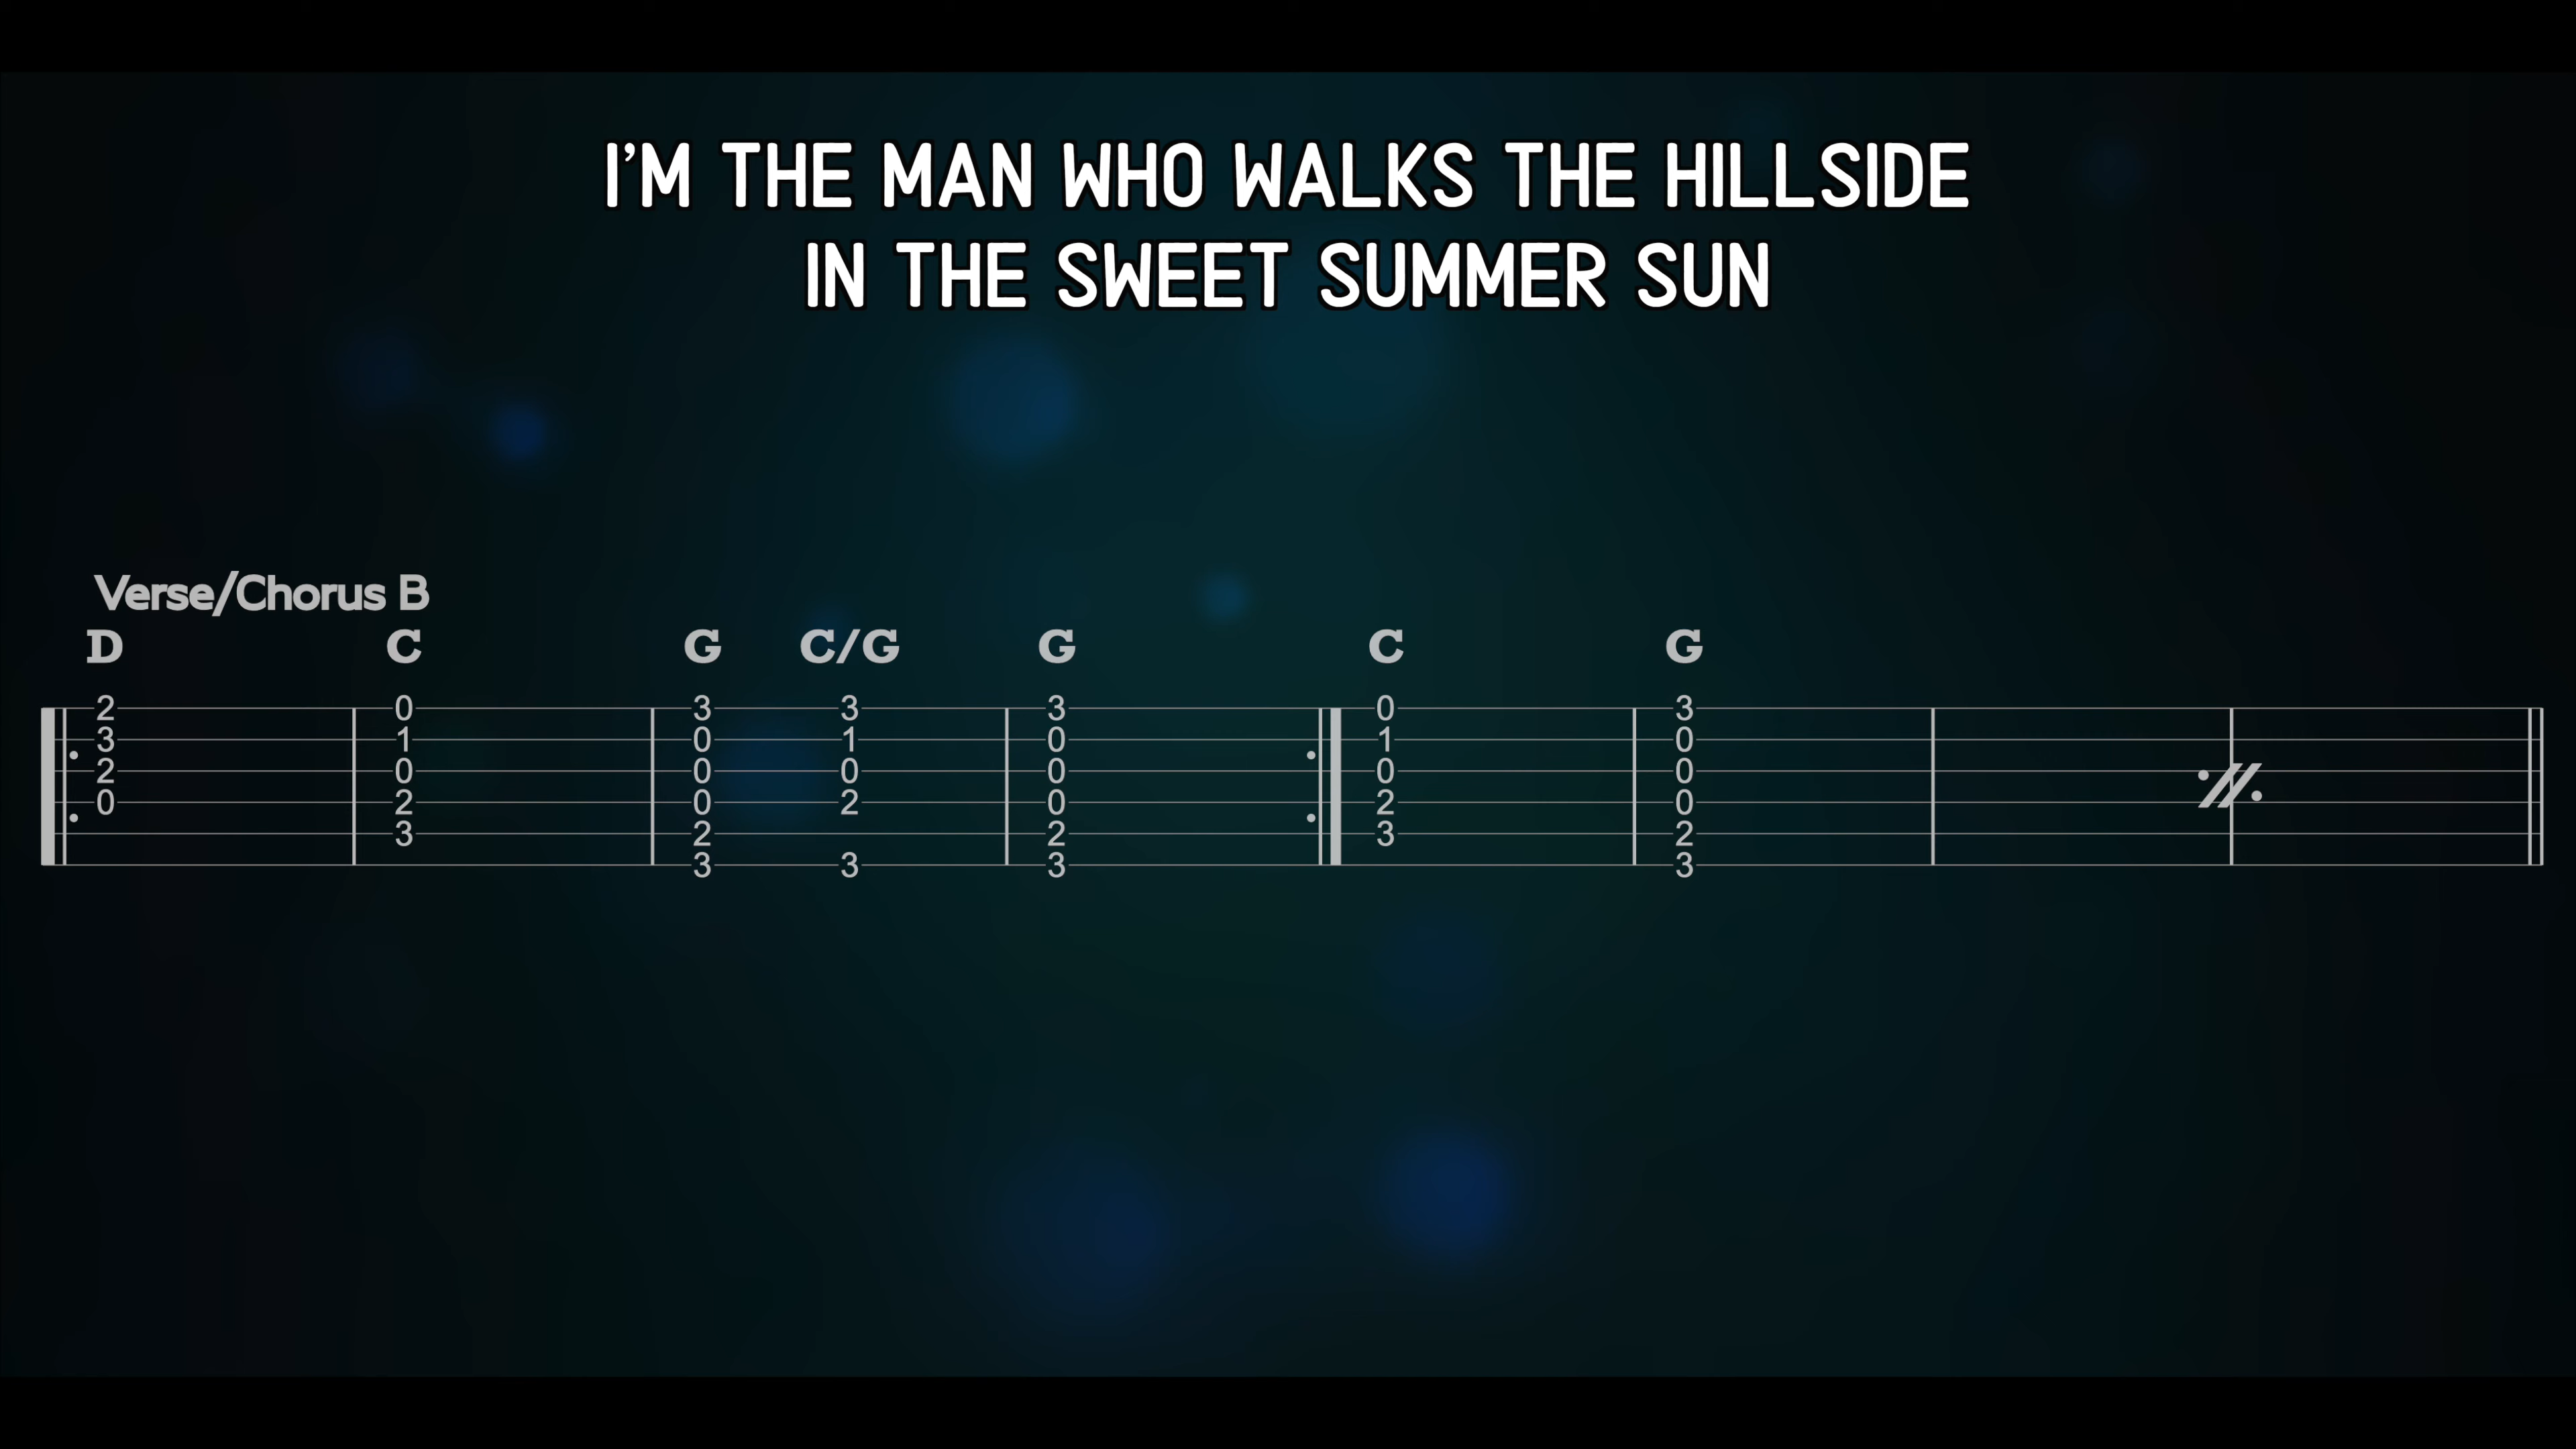 I'M THE MAN WHO WALKS THE HILLSIDE
IN THE SWEET SUMMER SUN
Verse/Chorus B
D C G C/G G C G
2 0 3 3 3 0 3
3 1 0 1 0 1 0
2 0 0 0 0 0 0
0 2 0 2 0 2 0
3 2 2 3 2
3 3 3 3